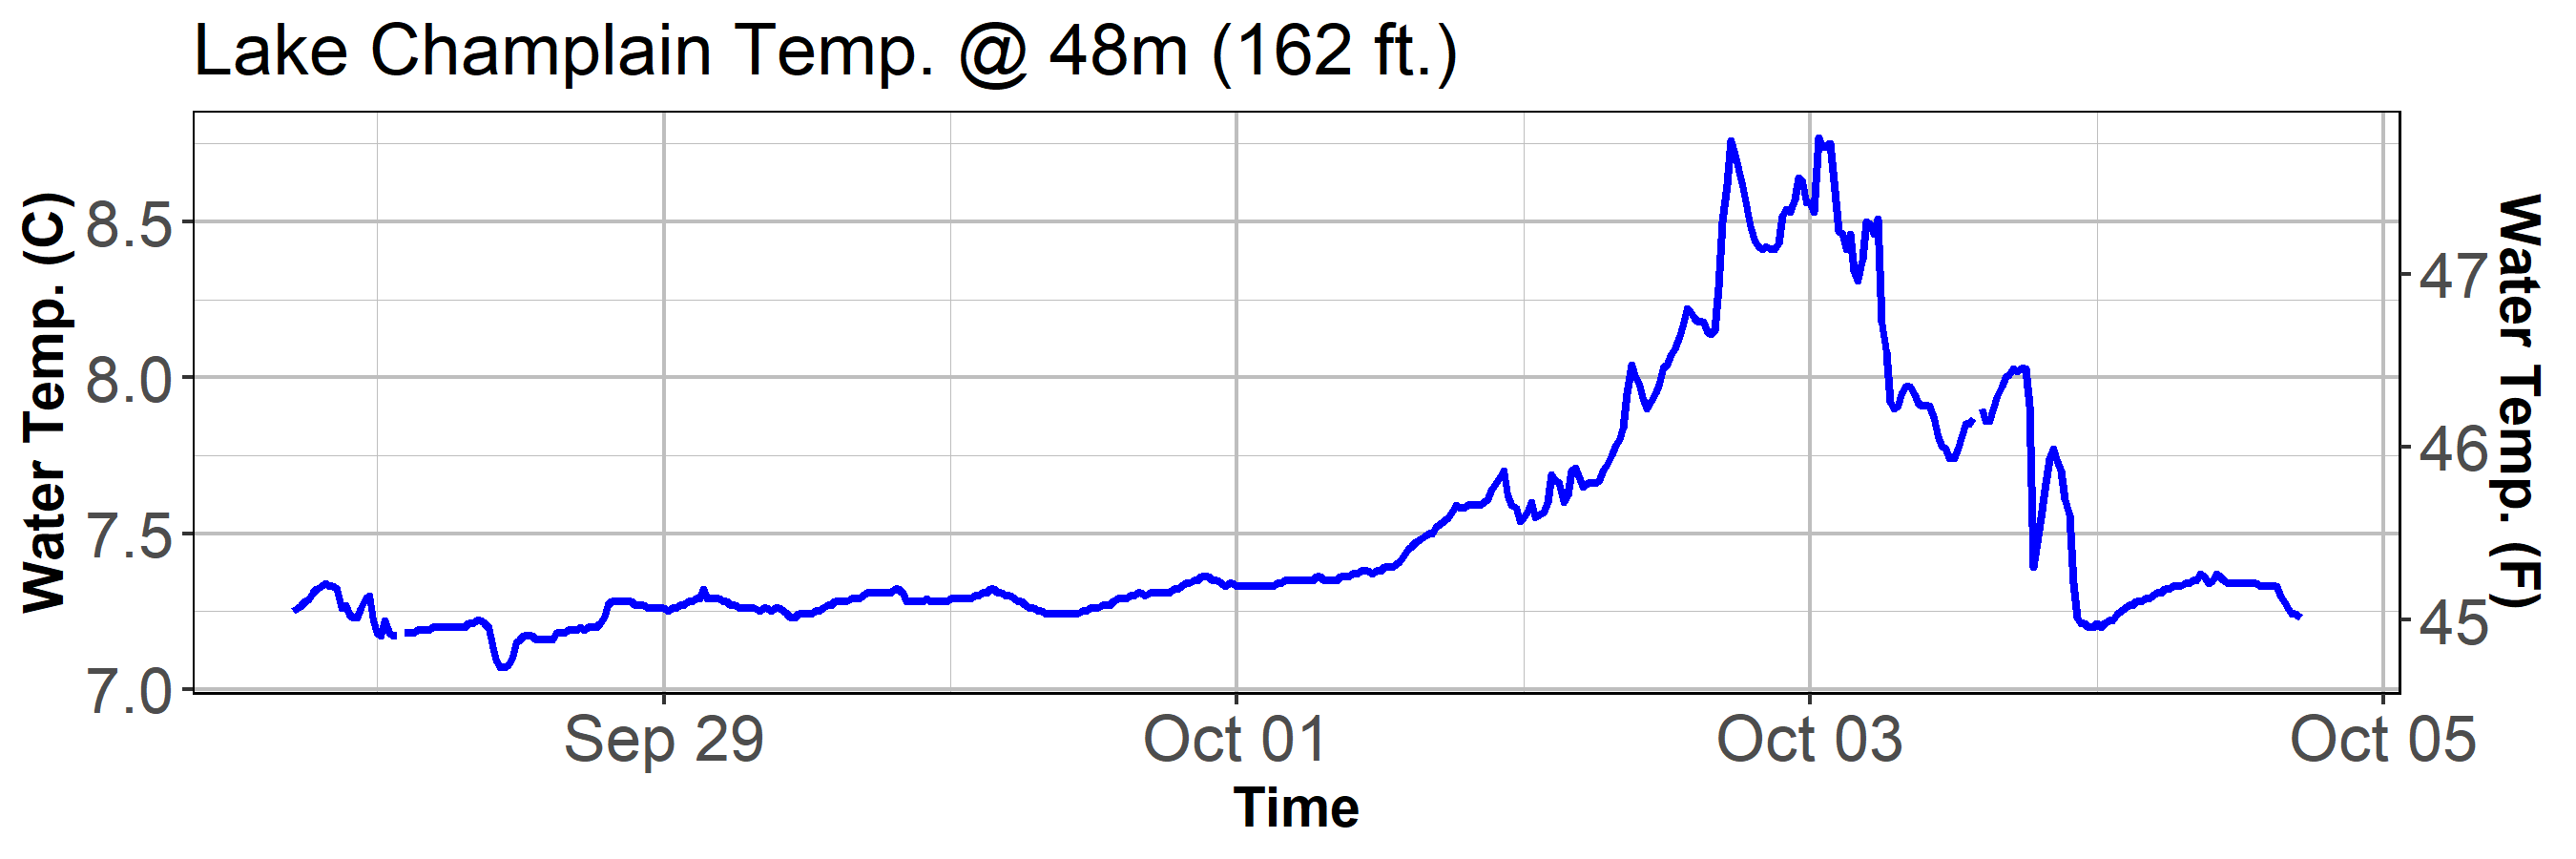 Lake Champlain Temp. @ 48m (162 ft.)
Water Temp. (C)
8.5
8.0
7.5
7.0
47
46
45
Water Temp. (F)
Sep 29
Oct 01
Oct 03
Oct 05
Time